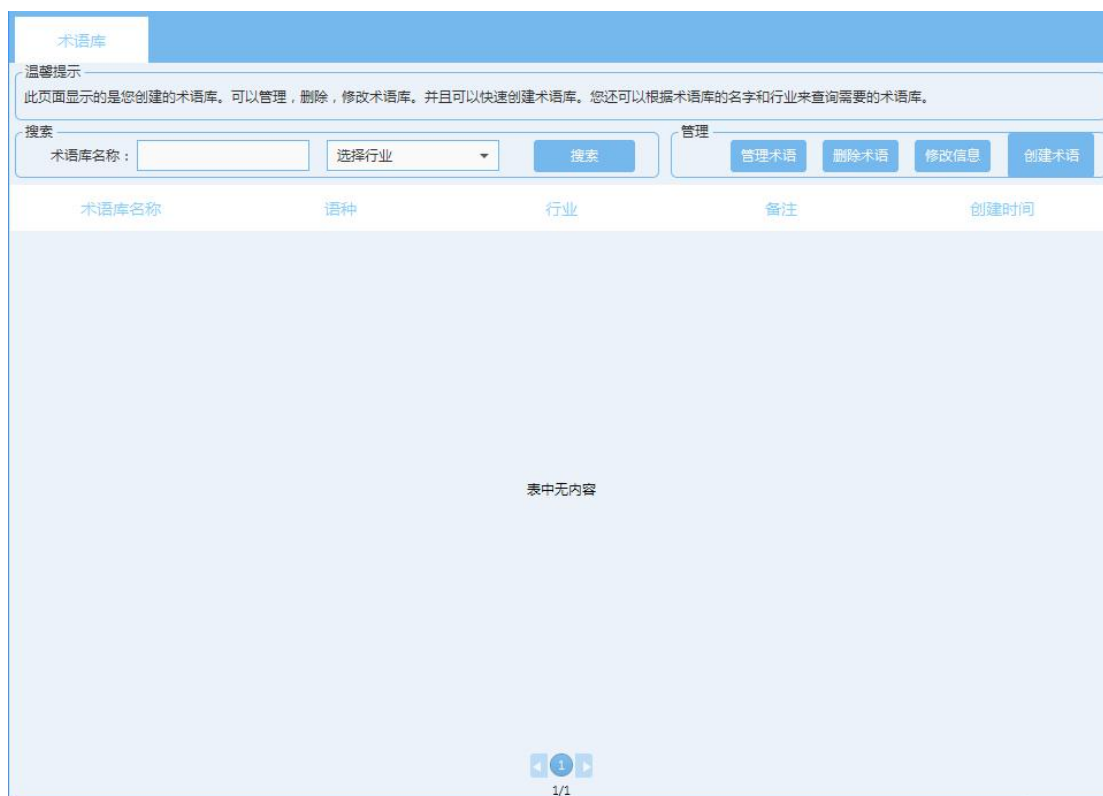 术语库
温馨提示
此页面显示的是您创建的术语库。可以管理，删除，修改术语库。并且可以快速创建术语库。您还可以根据术语库的名字和行业来查询需要的术语库。
搜索
管理
术语库名称： 选择行业 搜索 管理术语 删除术语 修改信息 创建术语
术语库名称 语种 行业 备注 创建时间
表中无内容
1
1/1